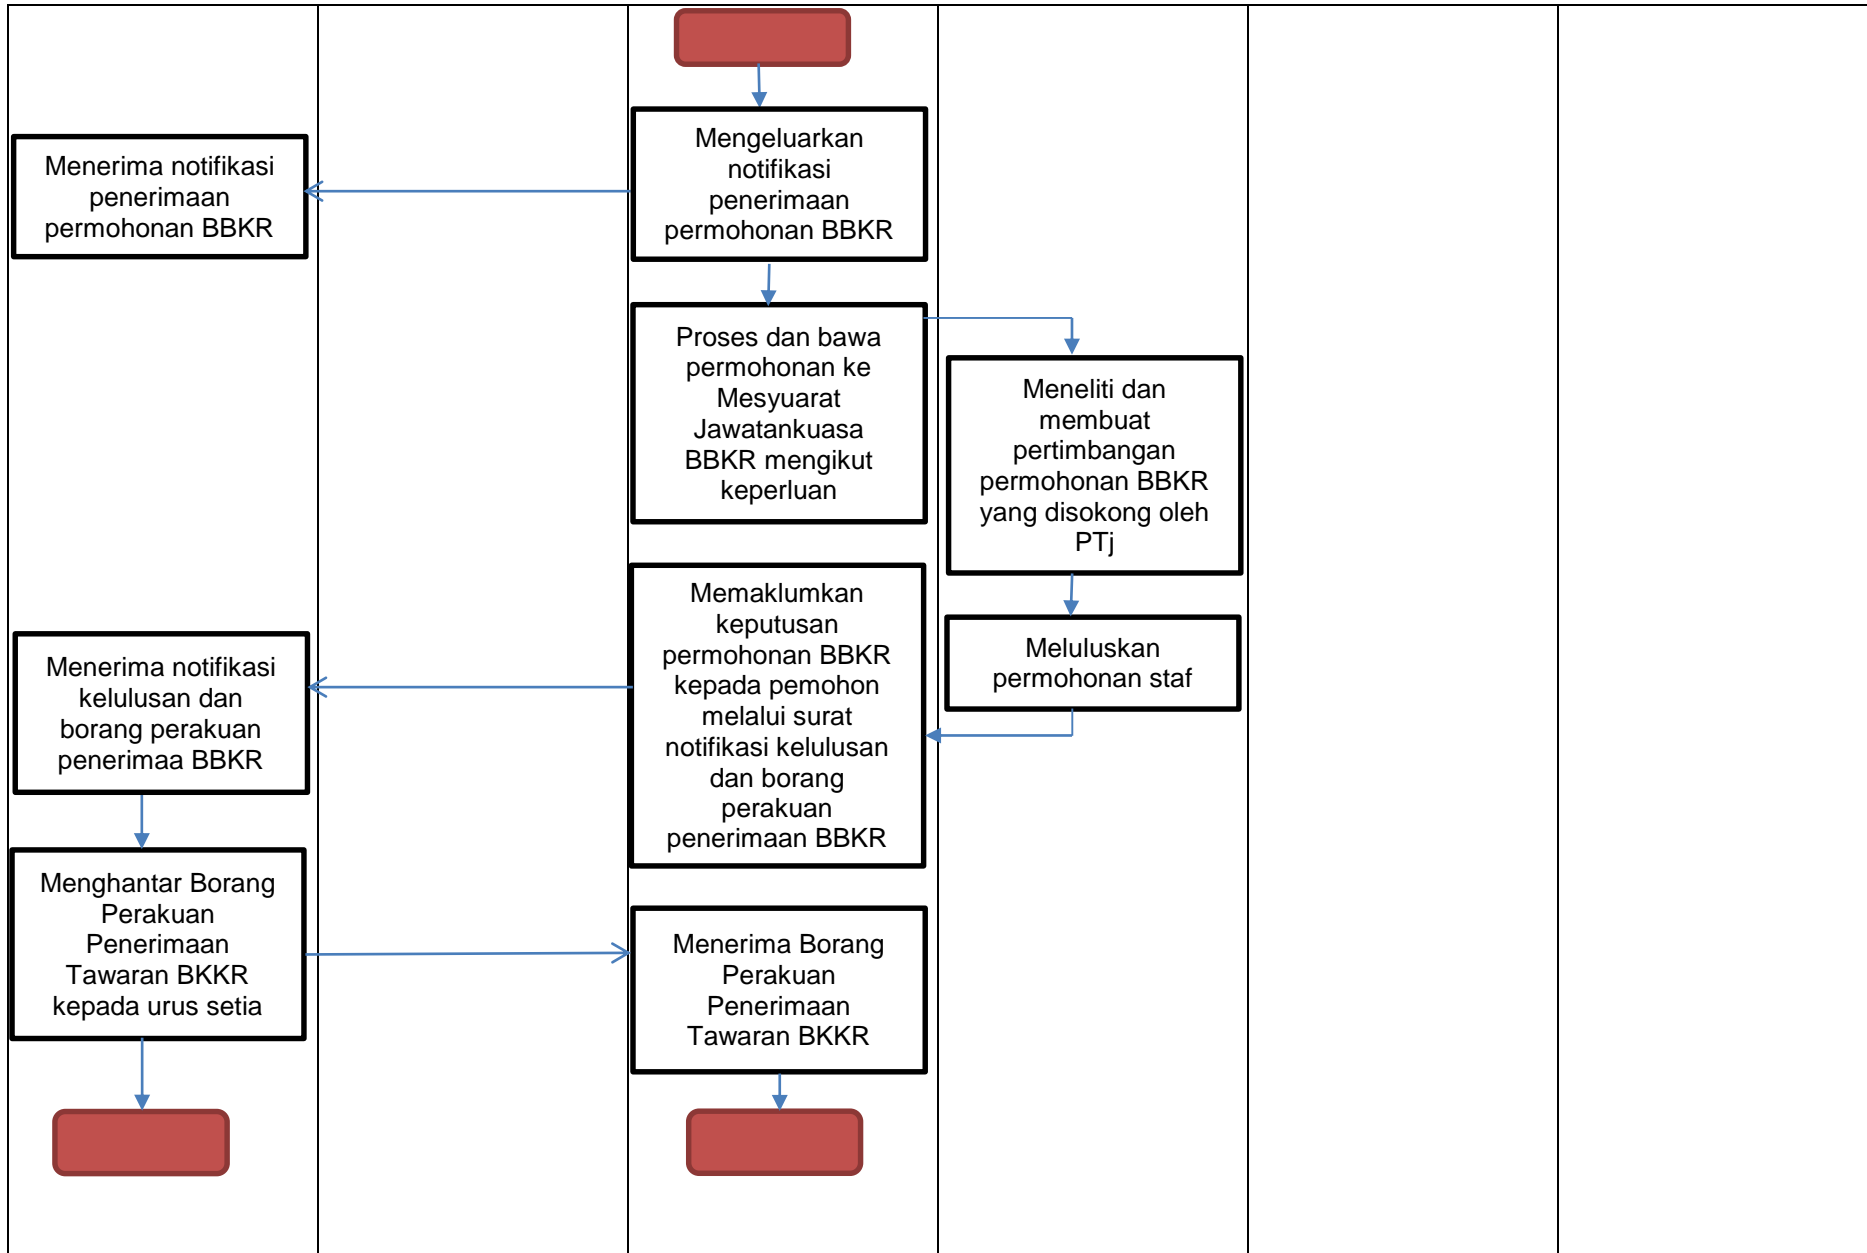 Mengeluarkan
notifikasi
penerimaan
permohonan BBKR
Menerima notifikasi
penerimaan
permohonan BBKR
Proses dan bawa
permohonan ke
Mesyuarat
Jawatankuasa
BBKR mengikut
keperluan
Meneliti dan
membuat
pertimbangan
permohonan BBKR
yang disokong oleh
PTj
Meluluskan
permohonan staf
Memaklumkan
keputusan
permohonan BBKR
kepada pemohon
melalui surat
notifikasi kelulusan
dan borang
perakuan
penerimaan BBKR
Menerima notifikasi
kelulusan dan
borang perakuan
penerimaa BBKR
Menghantar Borang
Perakuan
Penerimaan
Tawaran BKKR
kepada urus setia
Menerima Borang
Perakuan
Penerimaan
Tawaran BKKR